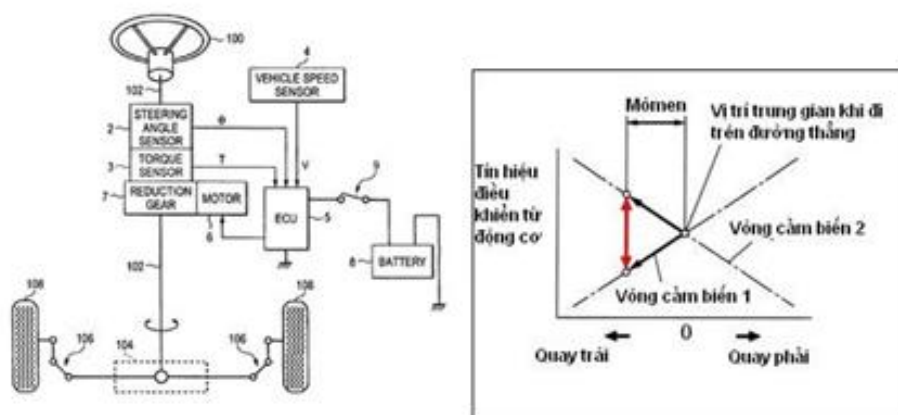 100
102
4
VEHICLE SPEED
SENSOR
2
STEERING
ANGLE
SENSOR
θ
3
TORQUE
SENSOR
T
V
9
7
REDUCTION
GEAR
MOTOR
6
ECU
5
8
BATTERY
102
108
108
106
104
106
Mômen
Vị trí trung gian khi đi
trên đường thẳng
Tín hiệu
điều
khiển từ
động cơ
Vòng cảm biến 2
Vòng cảm biến 1
0
Quay trái
Quay phải